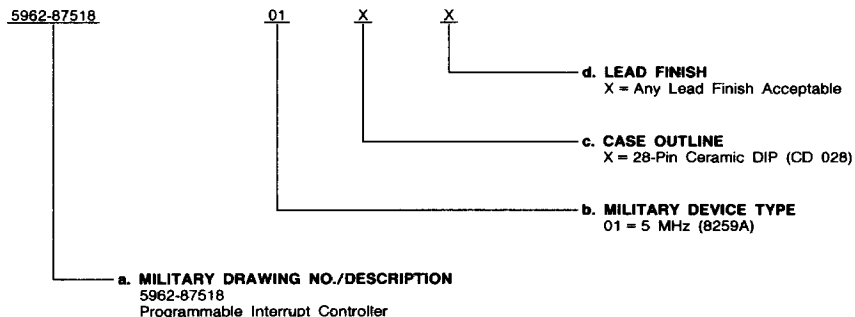 5962-87518 01 X X
d. LEAD FINISH
X = Any Lead Finish Acceptable
c. CASE OUTLINE
X = 28-Pin Ceramic DIP (CD 028)
b. MILITARY DEVICE TYPE
01 = 5 MHz (8259A)
a. MILITARY DRAWING NO./DESCRIPTION
5962-87518
Programmable Interrupt Controller